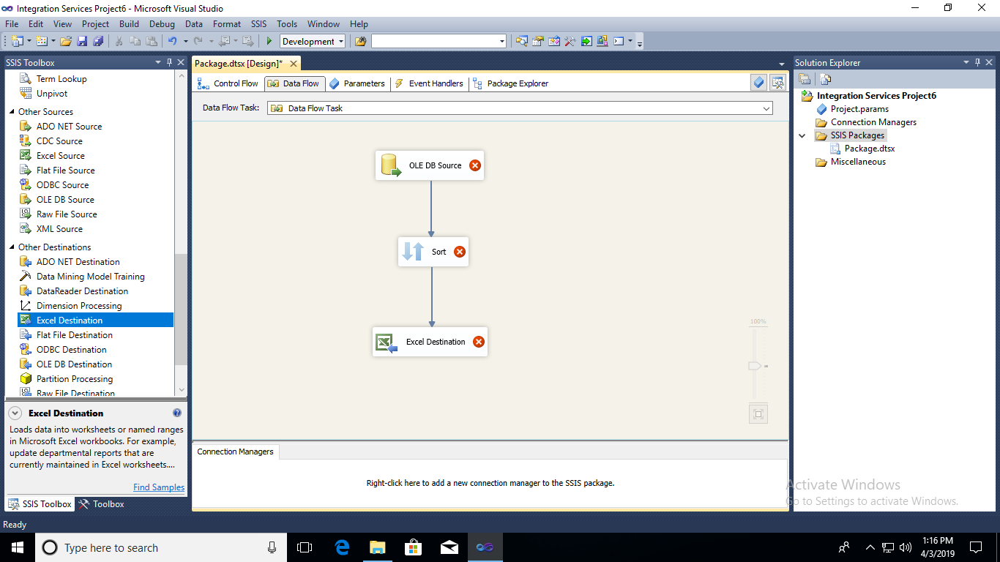 Integration Services Project6 - Microsoft Visual Studio
File Edit View Project Build Debug Data Format SSIS Tools Window Help
Development
SSIS Toolbox
Term Lookup
Unpivot
Other Sources
ADO NET Source
CDC Source
Excel Source
Flat File Source
ODBC Source
OLE DB Source
Raw File Source
XML Source
Other Destinations
ADO NET Destination
Data Mining Model Training
DataReader Destination
Dimension Processing
Excel Destination
Flat File Destination
ODBC Destination
OLE DB Destination
Partition Processing
Raw File Destination
Excel Destination
Loads data into worksheets or named ranges
in Microsoft Excel workbooks. For example,
update departmental reports that are
currently maintained in Excel worksheets....
Find Samples
SSIS Toolbox Toolbox
Package.dtsx [Design]*
Control Flow Data Flow Parameters Event Handlers Package Explorer
Data Flow Task: Data Flow Task
OLE DB Source
Sort
Excel Destination
100%
Connection Managers
Right-click here to add a new connection manager to the SSIS package.
Solution Explorer
Integration Services Project6
Project.params
Connection Managers
SSIS Packages
Package.dtsx
Miscellaneous
Activate Windows
Go to Settings to activate Windows.
Ready
Type here to search
1:16 PM
4/3/2019